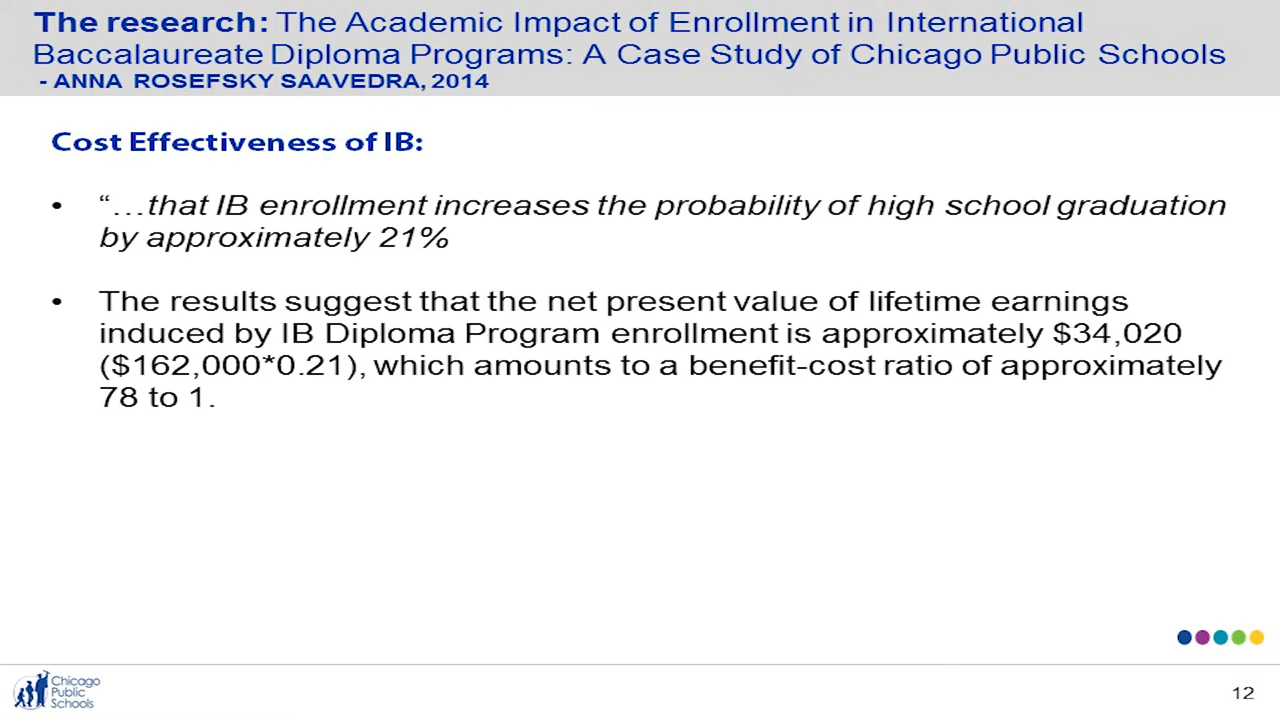 The research: The Academic Impact of Enrollment in International
Baccalaureate Diploma Programs: A Case Study of Chicago Public Schools
- ANNA ROSEFSKY SAAVEDRA, 2014
Cost Effectiveness of IB:
• “…that IB enrollment increases the probability of high school graduation
by approximately 21%
• The results suggest that the net present value of lifetime earnings
induced by IB Diploma Program enrollment is approximately $34,020
($162,000*0.21), which amounts to a benefit-cost ratio of approximately
78 to 1.
Chicago
Public
Schools
12